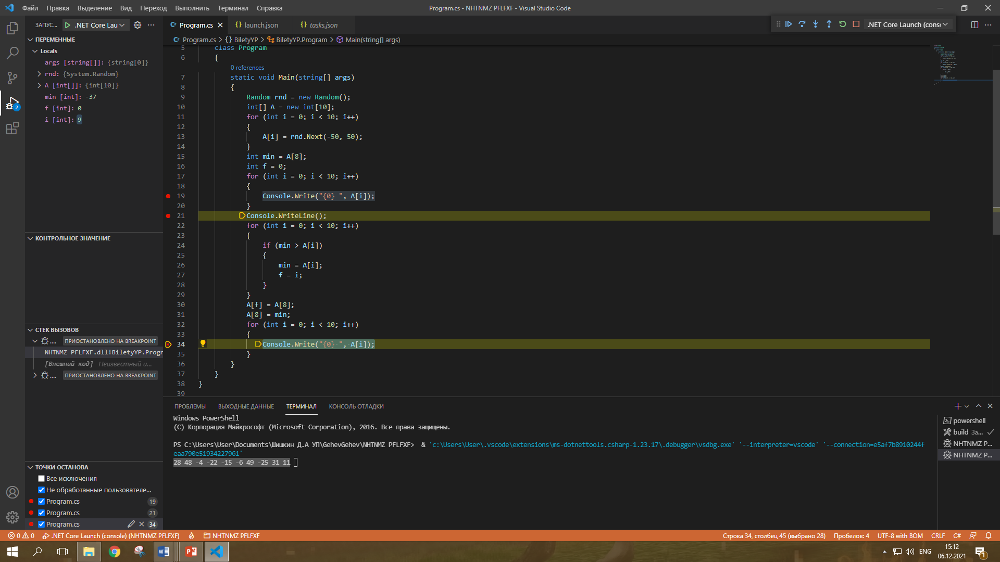 Файл Правка Выделение Вид Переход Выполнить Терминал Справка
Program.cs - NHTNMZ PFLFXF - Visual Studio Code
ЗАПУС... .NET Core Lau
Program.cs launch.json tasks.json
.NET Core Launch (conso
Program.cs > BiletyYP > BiletyYP.Program > Main(string[] args)
ПЕРЕМЕННЫЕ
Locals
args [string[]]: {string[0]}
rnd: {System.Random}
A [int[]]: {int[10]}
min [int]: -37
f [int]: 0
i [int]: 9
КОНТРОЛЬНОЕ ЗНАЧЕНИЕ
СТЕК ВЫЗОВОВ
.... ПРИОСТАНОВЛЕНО НА BREAKPOINT
NHTNMZ PFLFXF.dll!BiletyYP.Progr
[Внешний код] Неизвестный и...
.... ПРИОСТАНОВЛЕНО НА BREAKPOINT
ТОЧКИ ОСТАНОВА
Все исключения
Не обработанные пользователе...
Program.cs 19
Program.cs 21
Program.cs 34
2
5 class Program
6 {
0 references
7 static void Main(string[] args)
8 {
9 Random rnd = new Random();
10 int[] A = new int[10];
11 for (int i = 0; i < 10; i++)
12 {
13 A[i] = rnd.Next(-50, 50);
14 }
15 int min = A[8];
16 int f = 0;
17 for (int i = 0; i < 10; i++)
18 {
19 Console.Write("{0} ", A[i]);
20 }
21 Console.WriteLine();
22 for (int i = 0; i < 10; i++)
23 {
24 if (min > A[i])
25 {
26 min = A[i];
27 f = i;
28 }
29 }
30 A[f] = A[8];
31 A[8] = min;
32 for (int i = 0; i < 10; i++)
33 {
34 Console.Write("{0} ", A[i]);
35 }
36 }
37 }
38 }
39
ПРОБЛЕМЫ ВЫХОДНЫЕ ДАННЫЕ ТЕРМИНАЛ КОНСОЛЬ ОТЛАДКИ
Windows PowerShell
(C) Корпорация Майкрософт (Microsoft Corporation), 2016. Все права защищены.
PS C:\Users\User\Documents\Шишкин Д.А УП\GehevGehev\NHTNMZ PFLFXF> & 'c:\Users\User\.vscode\extensions\ms-dotnettools.csharp-1.23.17\.debugger\vsdbg.exe' '--interpreter=vscode' '--connection=e5af7b8910244f
eaa790e51934227961'
28 48 -4 -22 -15 -6 49 -25 31 11
powershell
build За...
NHTNMZ P...
NHTNMZ P...
0 0 .NET Core Launch (console) (NHTNMZ PFLFXF) NHTNMZ PFLFXF
Строка 34, столбец 45 (выбрано 28) Пробелов: 4 UTF-8 with BOM CRLF C#
ENG
15:12
06.12.2021
1